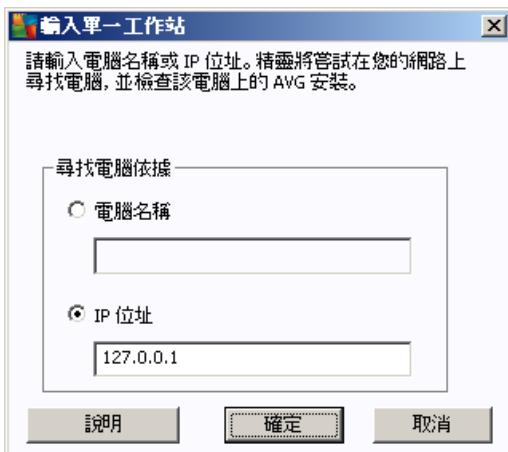 輸入單一工作站
請輸入電腦名稱或 IP 位址。精靈將嘗試在您的網路上
尋找電腦, 並檢查該電腦上的 AVG 安裝。
尋找電腦依據
電腦名稱
IP 位址
127.0.0.1
說明 確定 取消